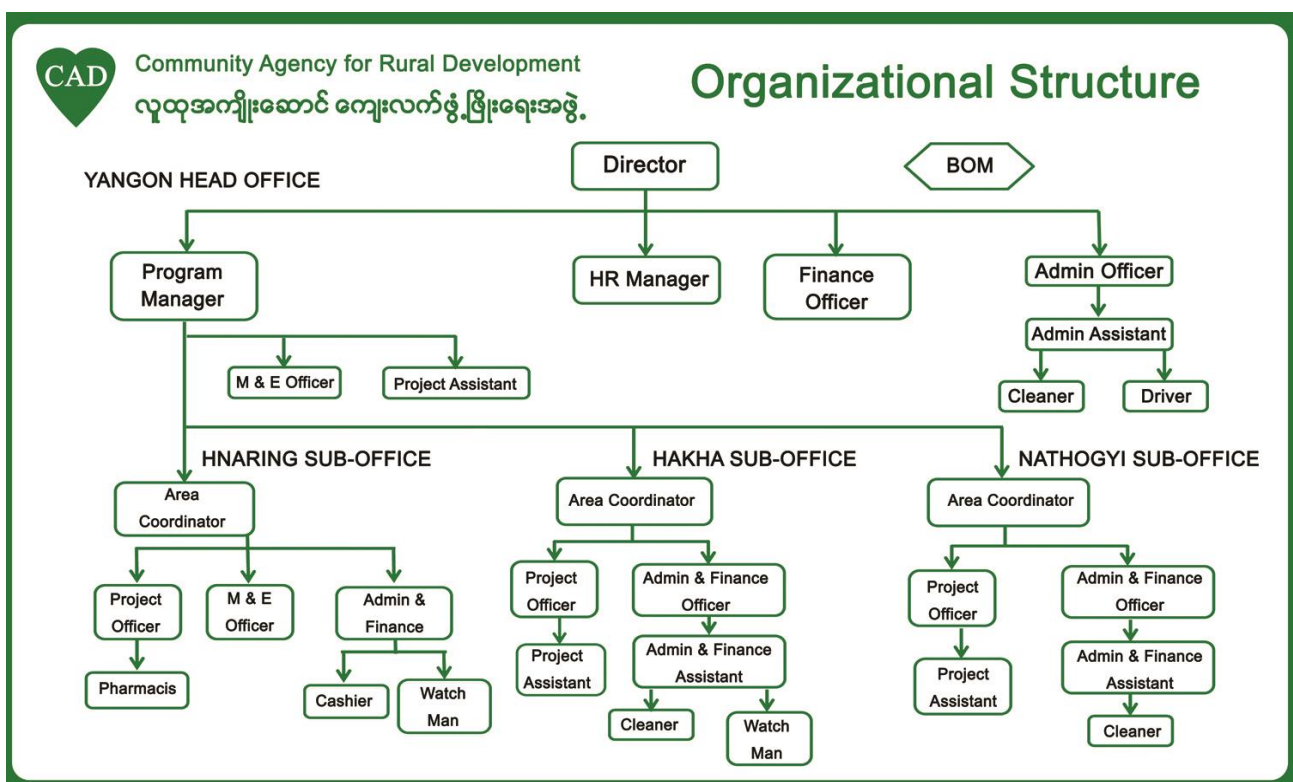 CAD
Community Agency for Rural Development
လူထုအကျိုးဆောင် ကျေးလက်ဖွံ့ဖြိုးရေးအဖွဲ့
Organizational Structure
YANGON HEAD OFFICE
Director
BOM
Program
Manager
HR Manager
Finance
Officer
Admin Officer
Admin Assistant
M & E Officer
Project Assistant
Cleaner
Driver
HNARING SUB-OFFICE
Area
Coordinator
Project
Officer
M & E
Officer
Admin &
Finance
Pharmacis
Cashier
Watch
Man
HAKHA SUB-OFFICE
Area Coordinator
Project
Officer
Admin & Finance
Officer
Project
Assistant
Admin & Finance
Assistant
Cleaner
Watch
Man
NATHOGYI SUB-OFFICE
Area Coordinator
Project
Officer
Admin & Finance
Officer
Project
Assistant
Admin & Finance
Assistant
Cleaner